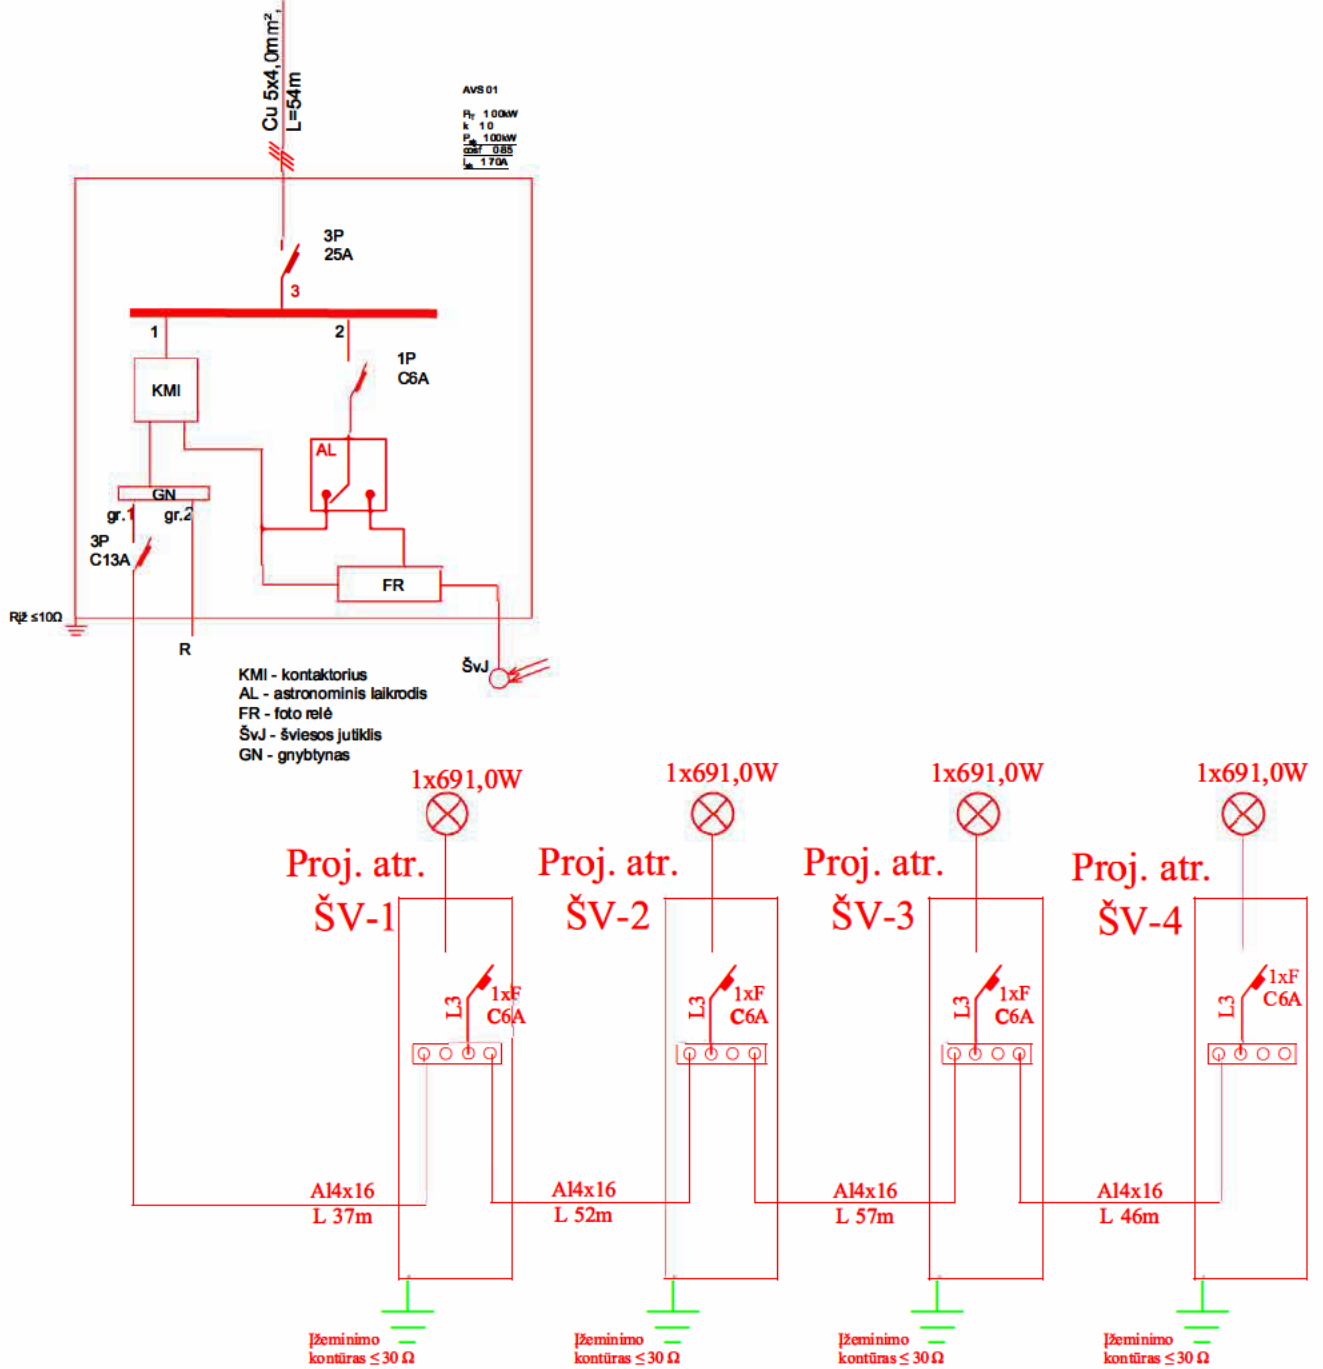 Cu 5x4,0mm²,
L=54m
AVS 01
k 1 0
3P
25A
3
1
2
KMI
1P
C6A
AL
GN
gr.1
gr.2
3P
C13A
FR
Rįž ≤10Ω
R
ŠvJ
KMI - kontaktorius
AL - astronominis laikrodis
FR - foto relė
ŠvJ - šviesos jutiklis
GN - gnybtynas
1x691,0W
1x691,0W
1x691,0W
1x691,0W
Proj. atr.
ŠV-1
Proj. atr.
ŠV-2
Proj. atr.
ŠV-3
Proj. atr.
ŠV-4
L3
1xF
C6A
L3
1xF
C6A
L3
1xF
C6A
L3
1xF
C6A
Al4x16
L 37m
Al4x16
L 52m
Al4x16
L 57m
Al4x16
L 46m
Įžeminimo
kontūras ≤ 30 Ω
Įžeminimo
kontūras ≤ 30 Ω
Įžeminimo
kontūras ≤ 30 Ω
Įžeminimo
kontūras ≤ 30 Ω